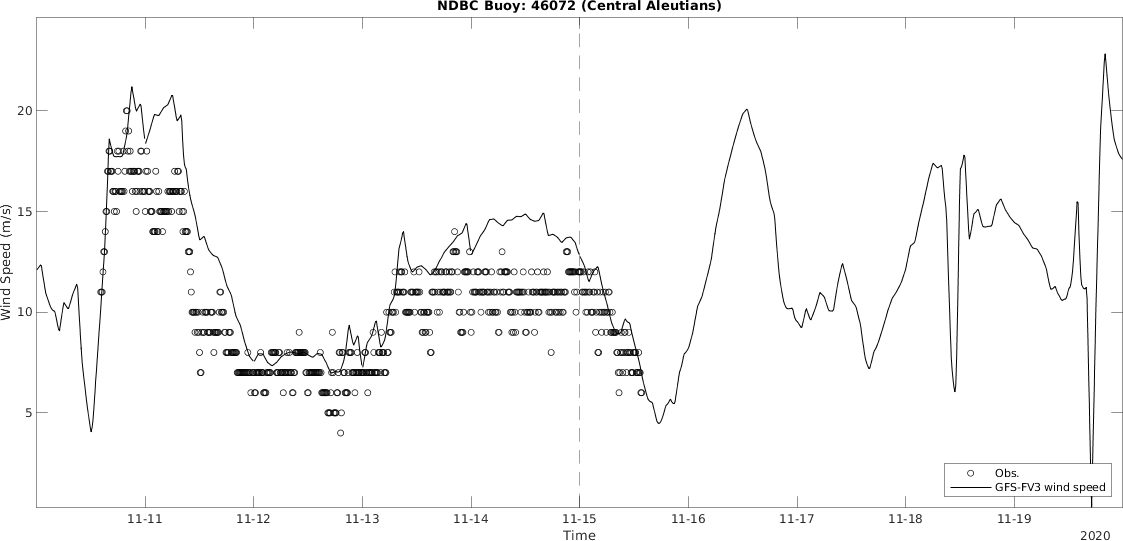 NDBC Buoy: 46072 (Central Aleutians)
20
15
10
5
Wind Speed (m/s)
Obs.
GFS-FV3 wind speed
11-11 11-12 11-13 11-14 11-15 11-16 11-17 11-18 11-19
Time
2020